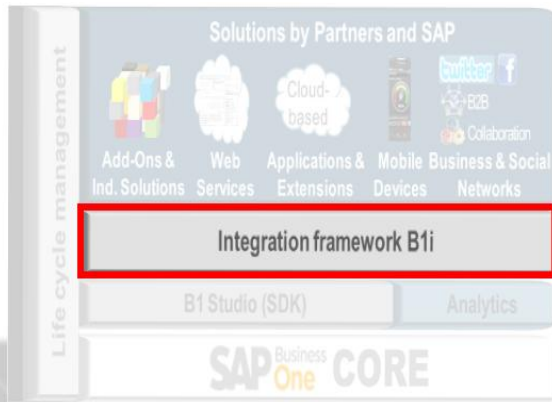 Life cycle management
Solutions by Partners and SAP
Cloud-
based
twitter f
B2B
Collaboration
Add-Ons & Web Applications & Mobile Business & Social
Ind. Solutions Services Extensions Devices Networks
Integration framework B1i
B1 Studio (SDK) Analytics
SAP Business One CORE